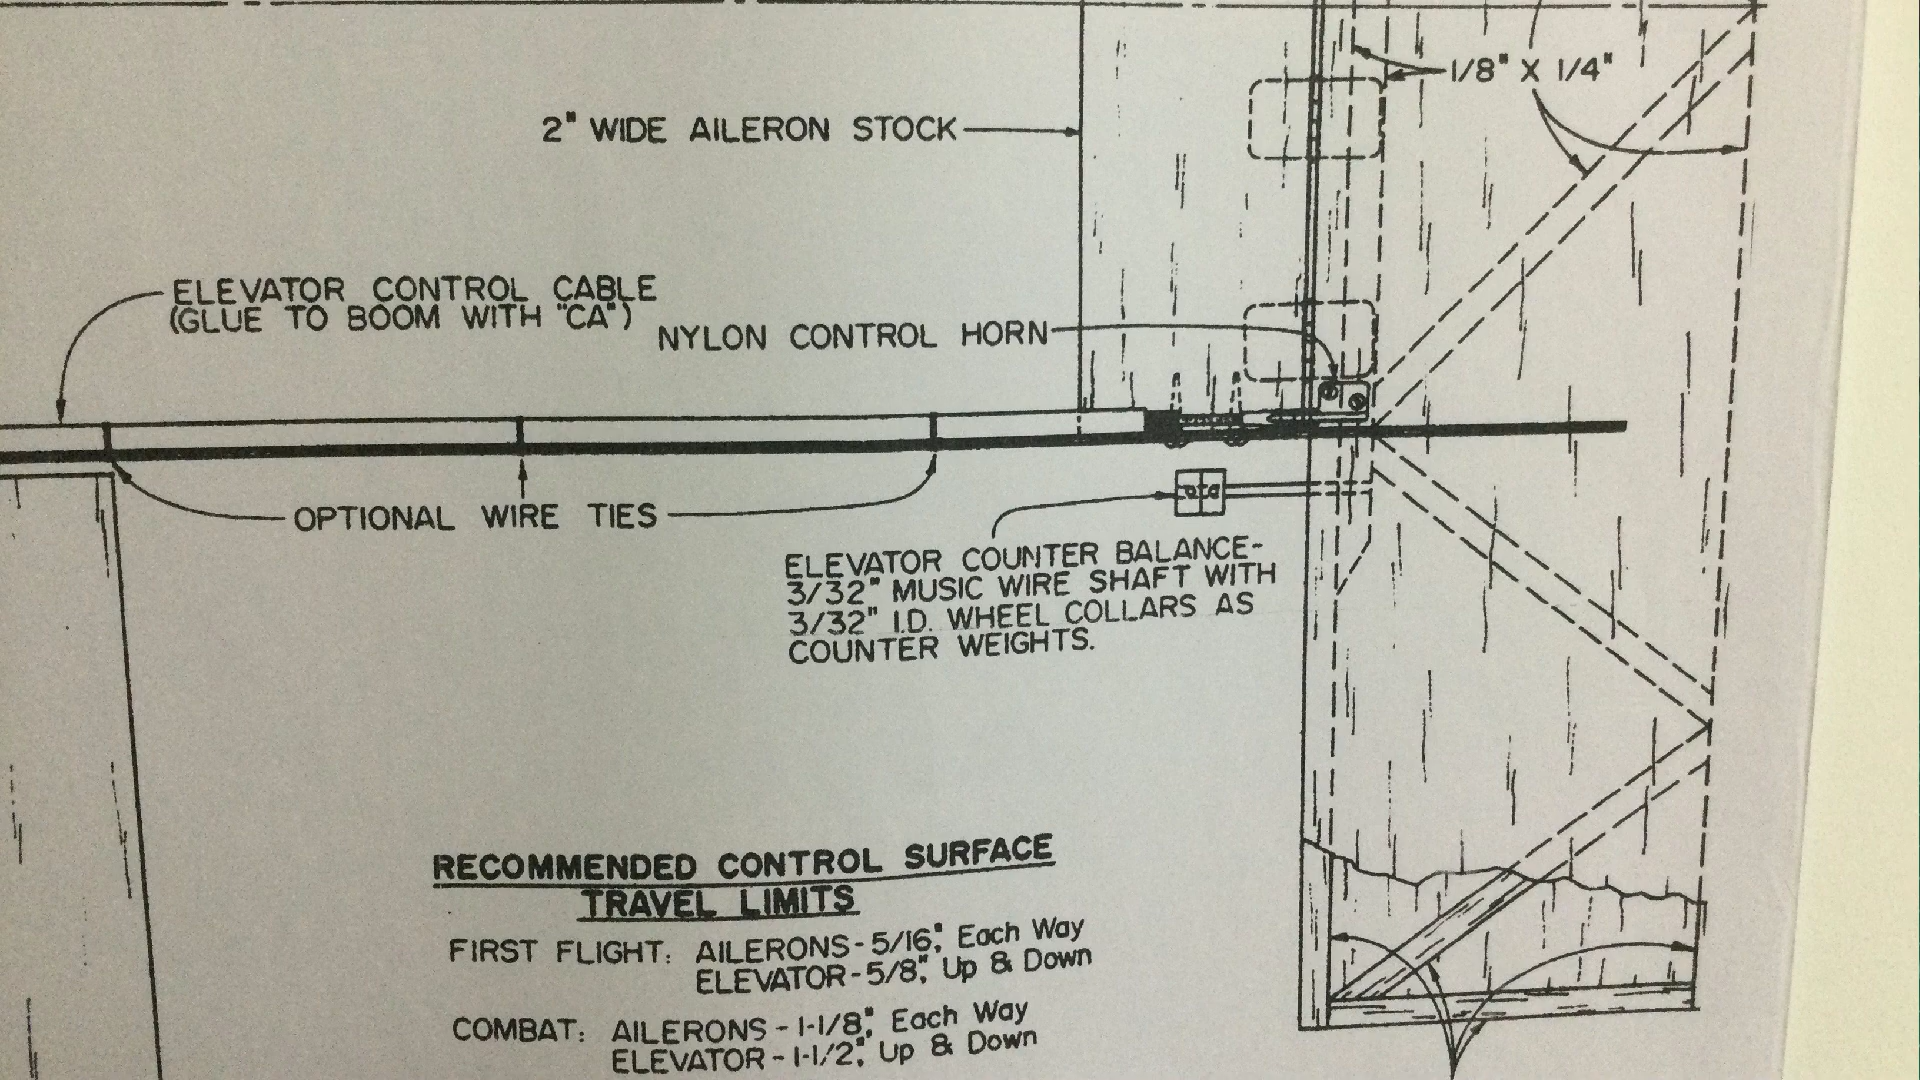 1/8" X 1/4"
2" WIDE AILERON STOCK
ELEVATOR CONTROL CABLE
(GLUE TO BOOM WITH "CA")
NYLON CONTROL HORN
OPTIONAL WIRE TIES
ELEVATOR COUNTER BALANCE-
3/32" MUSIC WIRE SHAFT WITH
3/32" I.D. WHEEL COLLARS AS
COUNTER WEIGHTS.
RECOMMENDED CONTROL SURFACE
TRAVEL LIMITS
FIRST FLIGHT: AILERONS-5/16", Each Way
ELEVATOR-5/8", Up & Down
COMBAT: AILERONS-1-1/8", Each Way
ELEVATOR-1-1/2", Up & Down